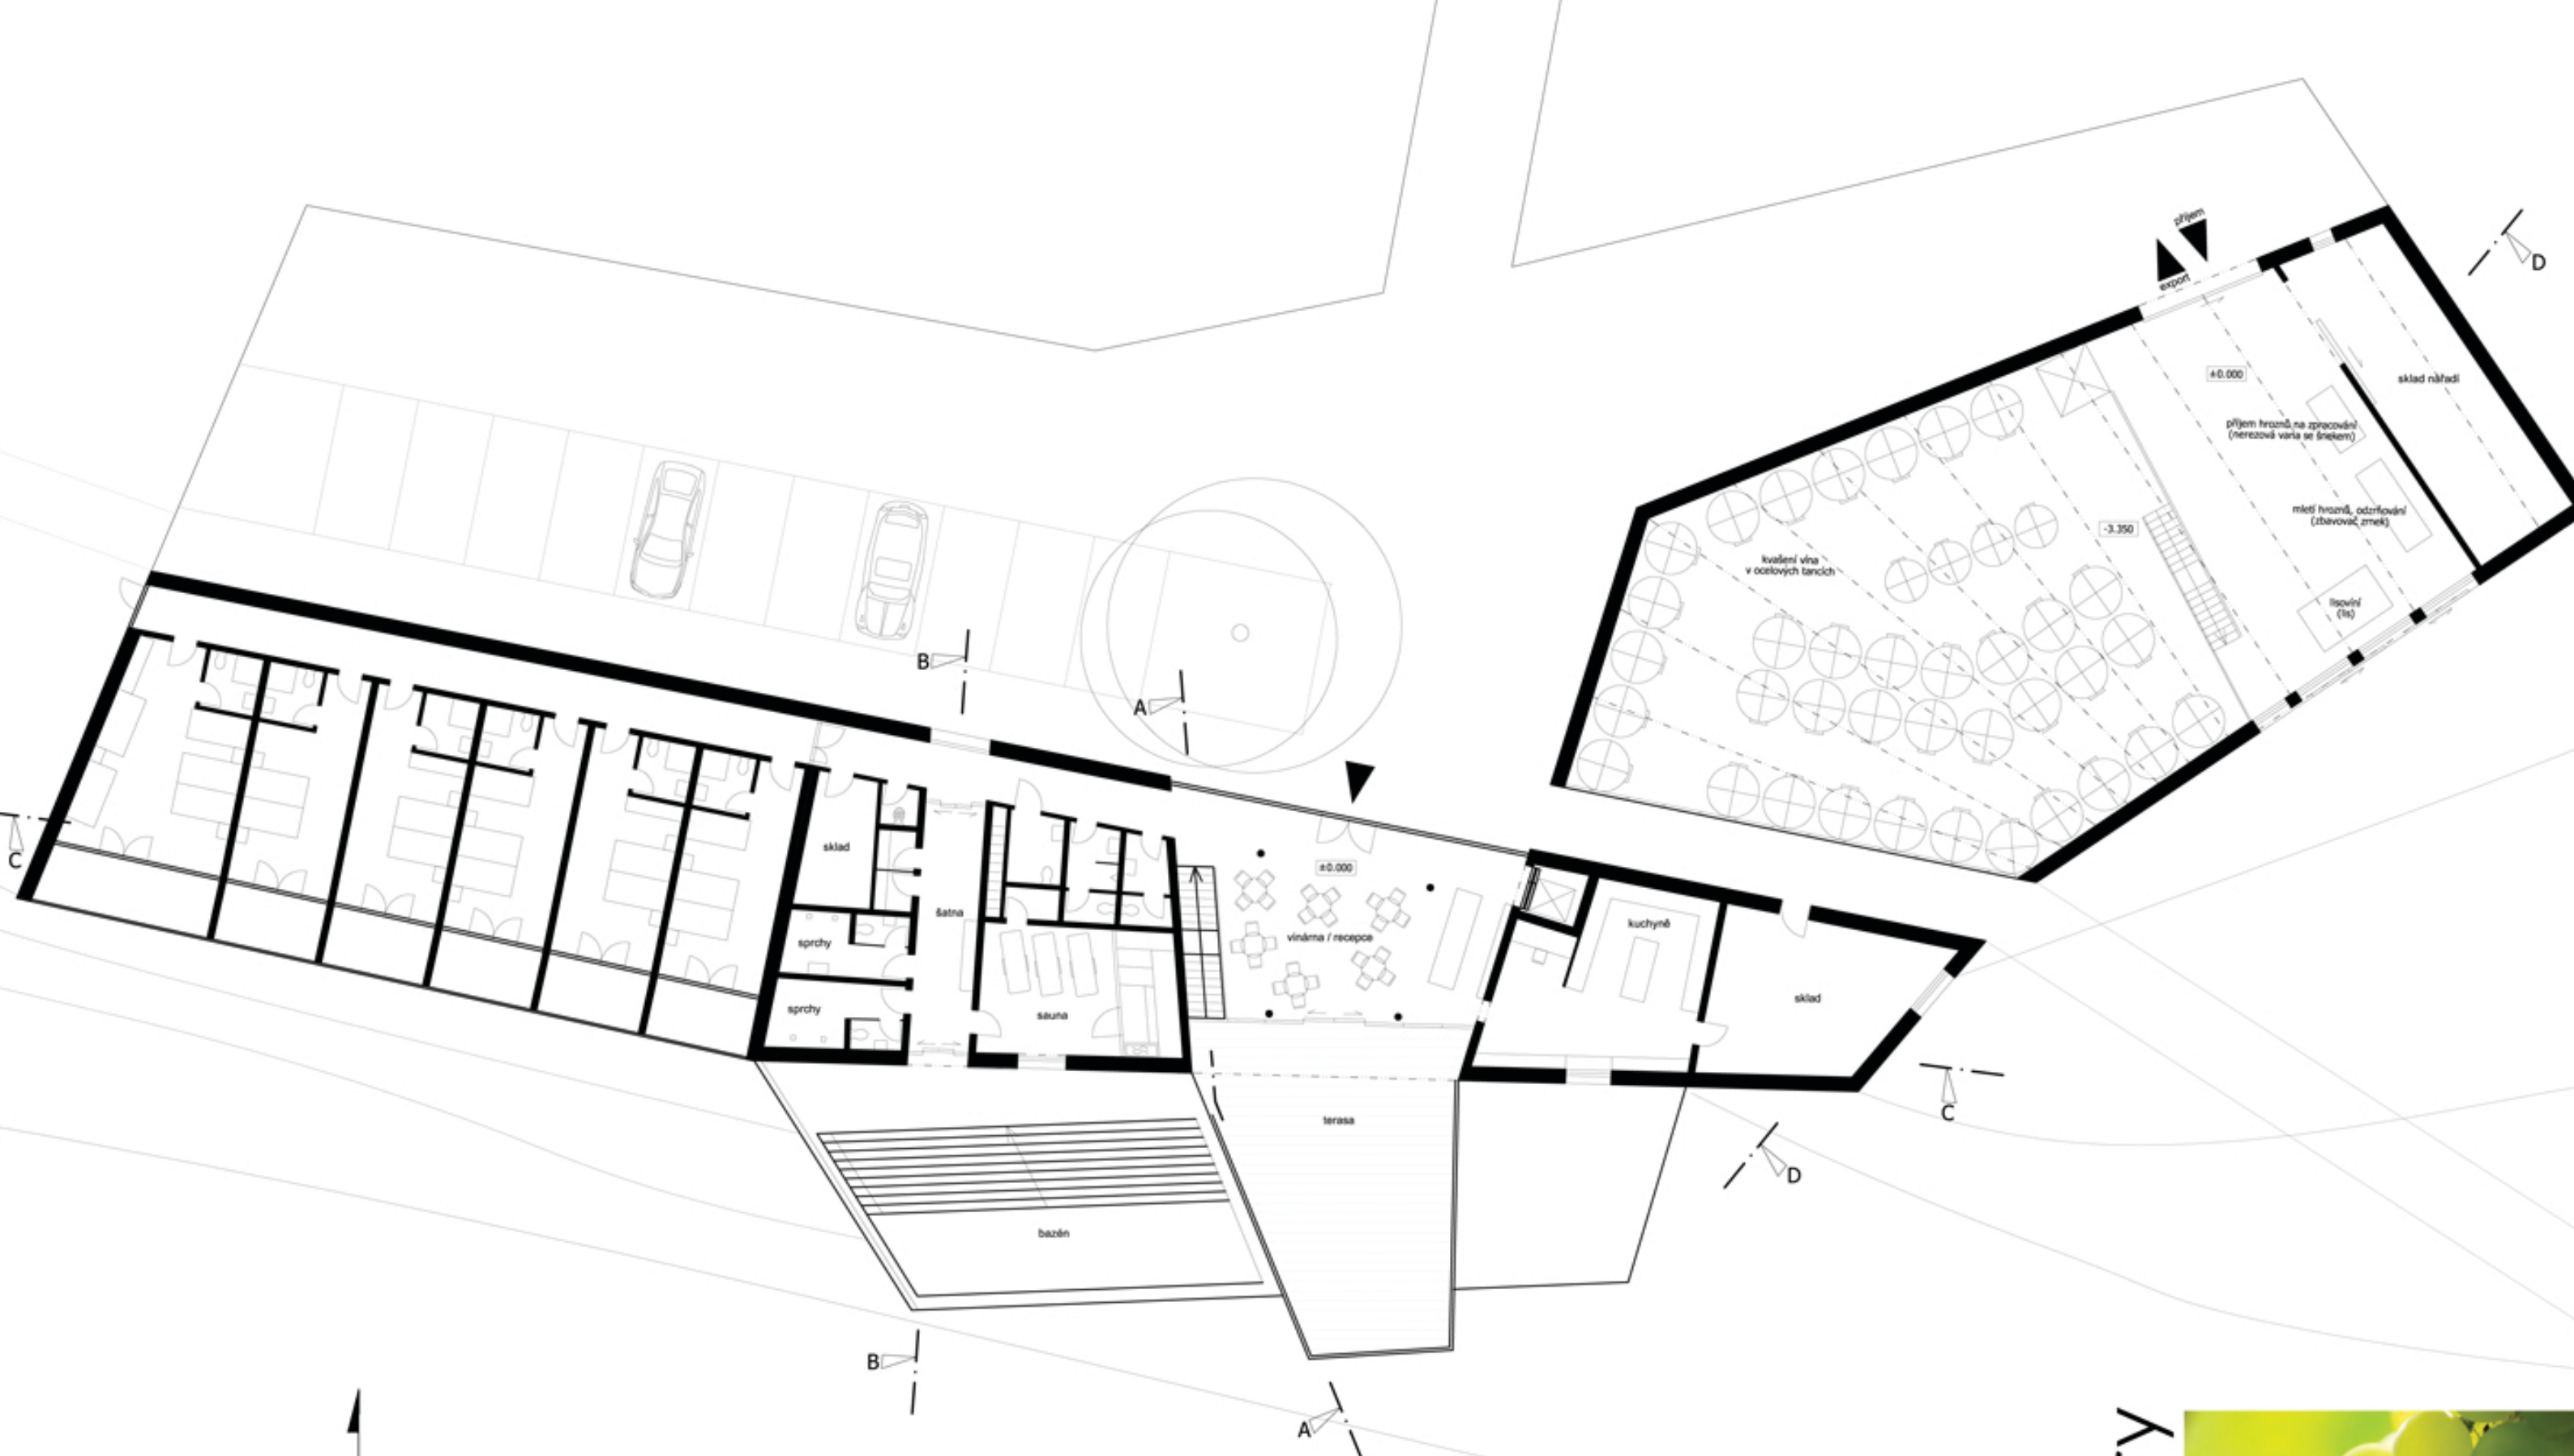 příjem
export
D
±0.000
sklad nářadí
příjem hroznů na zpracování
(nerezová vana se šnekem)
mletí hroznů, odzrňování
(zbavovač zrnek)
-3.350
kvašení vína
v ocelových tancích
lisovíní
(lis)
B
A
C
±0.000
sklad
šatna
vinárna / recepce
kuchyně
sprchy
sklad
sprchy
sauna
C
terasa
D
bazén
B
A
y